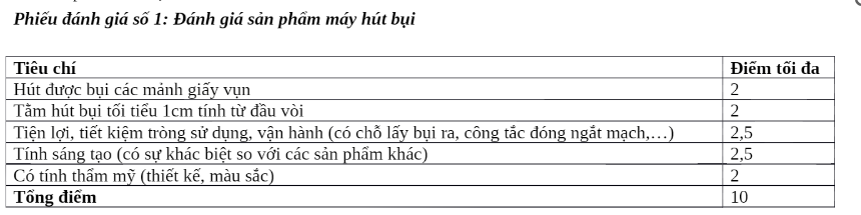 Phiếu đánh giá số 1: Đánh giá sản phẩm máy hút bụi
Tiêu chí Điểm tối đa
Hút được bụi các mảnh giấy vụn 2
Tằm hút bụi tối tiểu 1cm tính từ đầu vòi 2
Tiện lợi, tiết kiệm tròng sử dụng, vận hành (có chỗ lấy bụi ra, công tắc đóng ngắt mạch,…) 2,5
Tính sáng tạo (có sự khác biệt so với các sản phẩm khác) 2,5
Có tính thẩm mỹ (thiết kế, màu sắc) 2
Tổng điểm 10